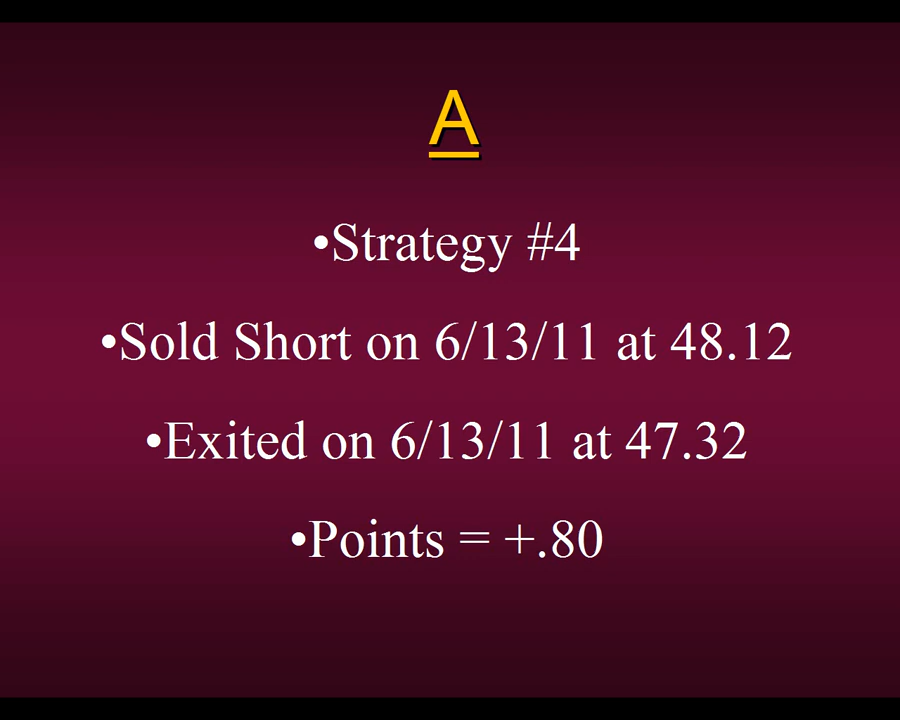 A
•Strategy #4
•Sold Short on 6/13/11 at 48.12
•Exited on 6/13/11 at 47.32
•Points = +.80